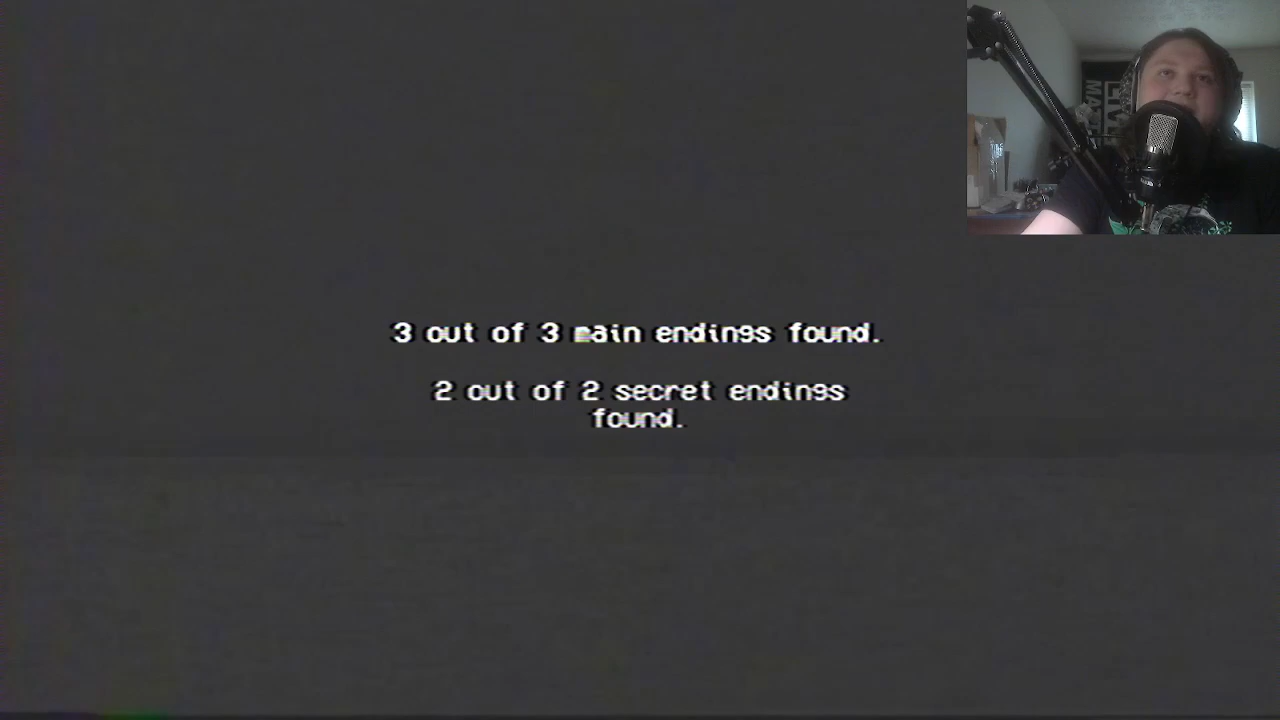 3 out of 3 main endings found.
2 out of 2 secret endings
found.